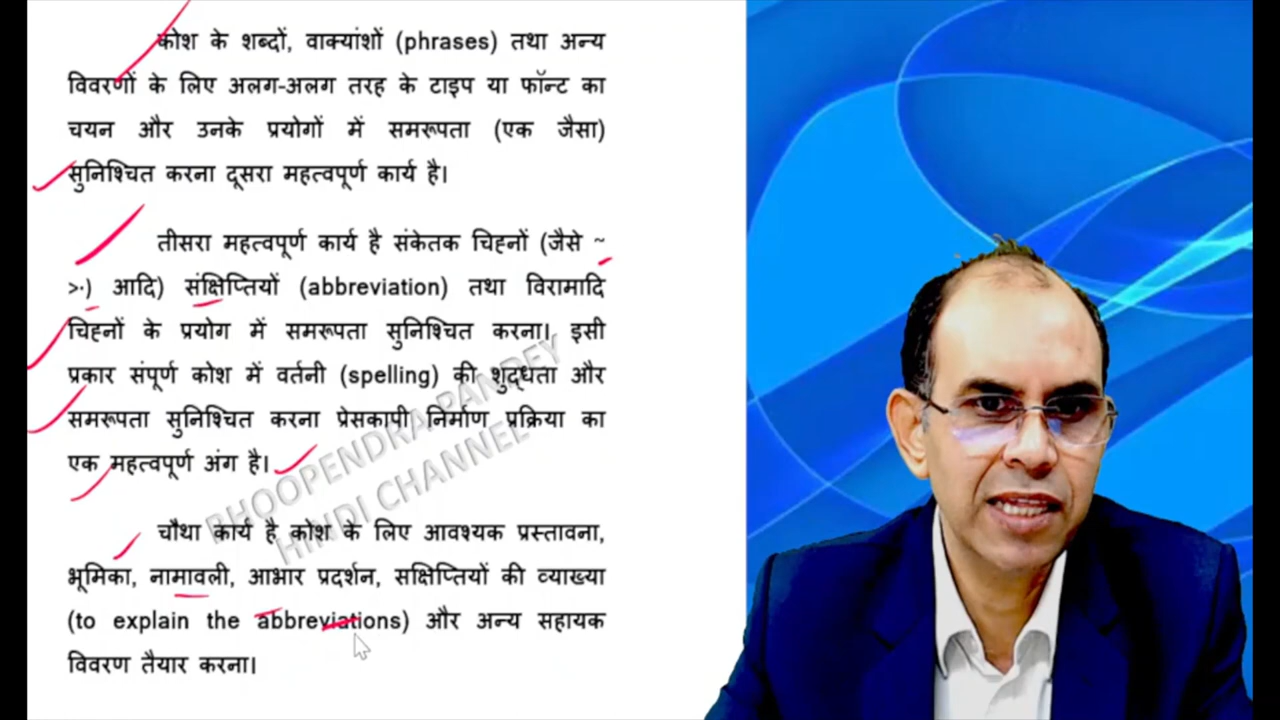 कोश के शब्दों, वाक्यांशों (phrases) तथा अन्य
विवरणों के लिए अलग-अलग तरह के टाइप या फॉन्ट का
चयन और उनके प्रयोगों में समरूपता (एक जैसा)
सुनिश्चित करना दूसरा महत्वपूर्ण कार्य है।
तीसरा महत्वपूर्ण कार्य है संकेतक चिह्नों (जैसे ~
>·) आदि) संक्षिप्तियों (abbreviation) तथा विरामादि
चिह्नों के प्रयोग में समरूपता सुनिश्चित करना। इसी
प्रकार संपूर्ण कोश में वर्तनी (spelling) की शुद्धता और
समरूपता सुनिश्चित करना प्रेसकापी निर्माण प्रक्रिया का
एक महत्वपूर्ण अंग है।
चौथा कार्य है कोश के लिए आवश्यक प्रस्तावना,
भूमिका, नामावली, आभार प्रदर्शन, सक्षिप्तियों की व्याख्या
(to explain the abbreviations) और अन्य सहायक
विवरण तैयार करना।
BHOOPENDRA PANDEY
HINDI CHANNEL